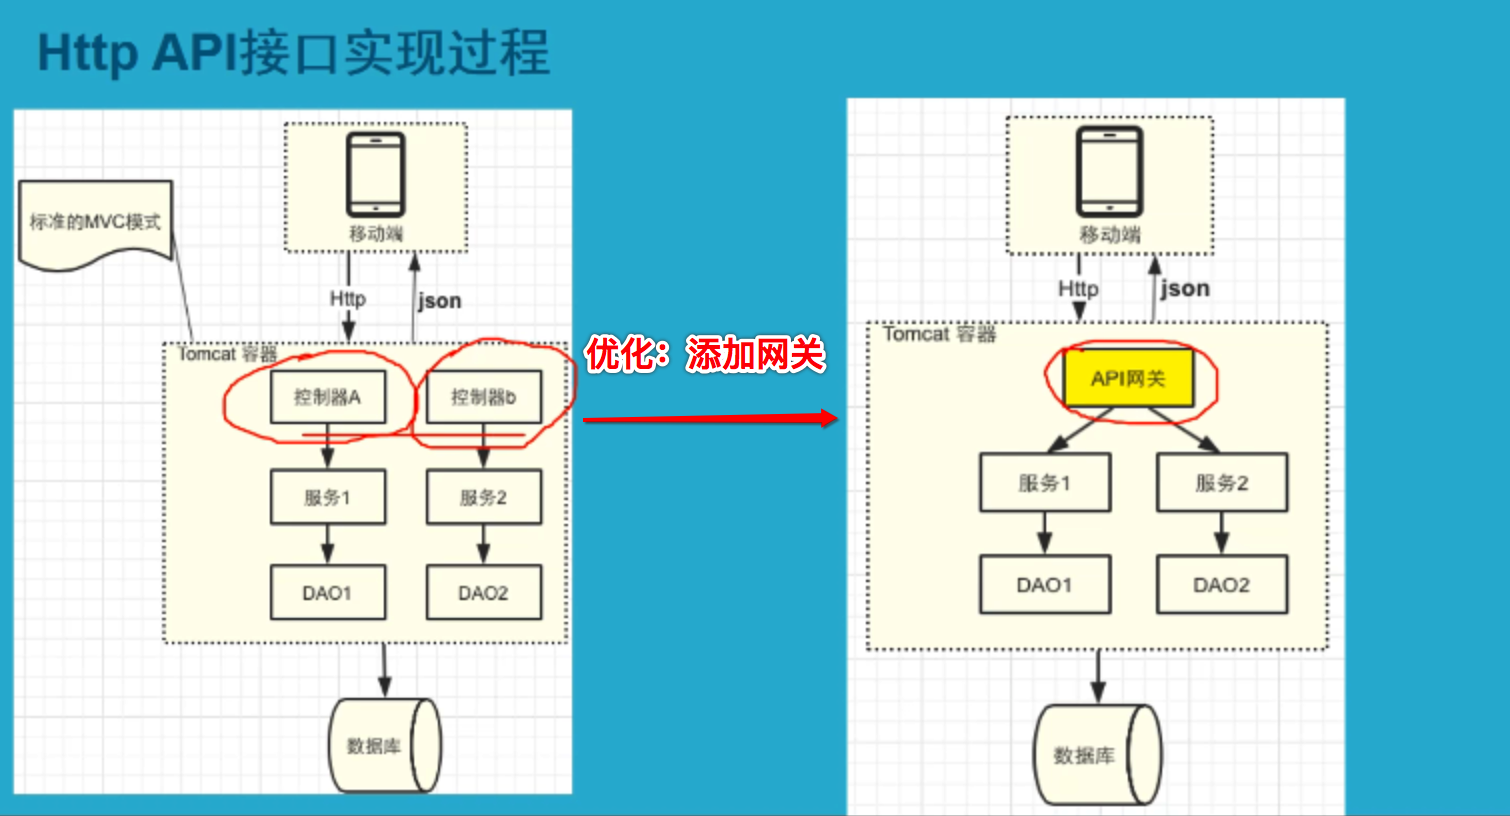 Http API接口实现过程
标准的MVC模式
移动端
Http
json
Tomcat 容器
控制器A
控制器b
服务1
服务2
DAO1
DAO2
数据库
优化：添加网关
移动端
Http
json
Tomcat 容器
API网关
服务1
服务2
DAO1
DAO2
数据库